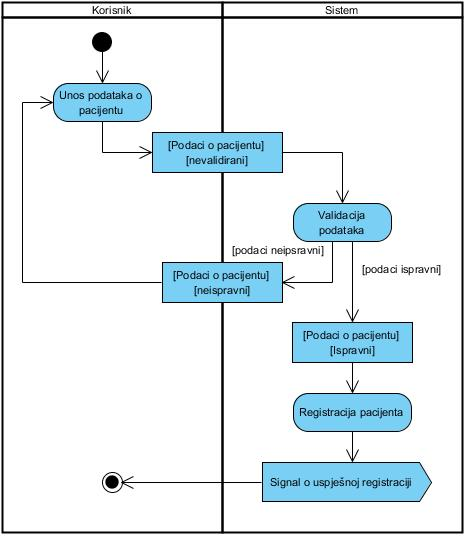 Korisnik
Sistem
Unos podataka o
pacijentu
[Podaci o pacijentu]
[nevalidirani]
Validacija
podataka
[podaci neipsravni]
[podaci ispravni]
[Podaci o pacijentu]
[neispravni]
[Podaci o pacijentu]
[Ispravni]
Registracija pacijenta
Signal o uspješnoj registraciji